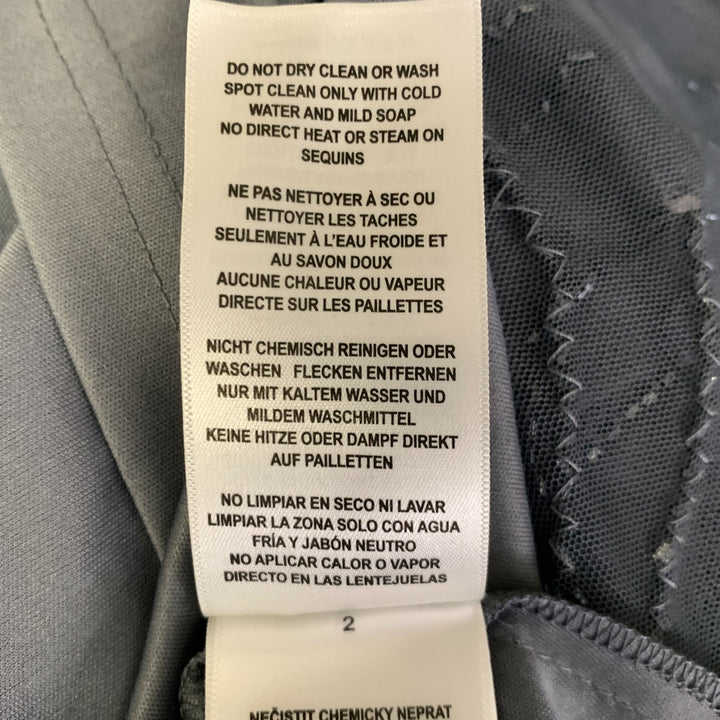 DO NOT DRY CLEAN OR WASH
SPOT CLEAN ONLY WITH COLD
WATER AND MILD SOAP
NO DIRECT HEAT OR STEAM ON
SEQUINS
NE PAS NETTOYER À SEC OU
NETTOYER LES TACHES
SEULEMENT À L'EAU FROIDE ET
AU SAVON DOUX
AUCUNE CHALEUR OU VAPEUR
DIRECTE SUR LES PAILLETTES
NICHT CHEMISCH REINIGEN ODER
WASCHEN FLECKEN ENTFERNEN
NUR MIT KALTEM WASSER UND
MILDEM WASCHMITTEL
KEINE HITZE ODER DAMPF DIREKT
AUF PAILLETTEN
NO LIMPIAR EN SECO NI LAVAR
LIMPIAR LA ZONA SOLO CON AGUA
FRÍA Y JABÓN NEUTRO
NO APLICAR CALOR O VAPOR
DIRECTO EN LAS LENTEJUELAS
2
NEČISTIT CHEMICKY NEPRAT